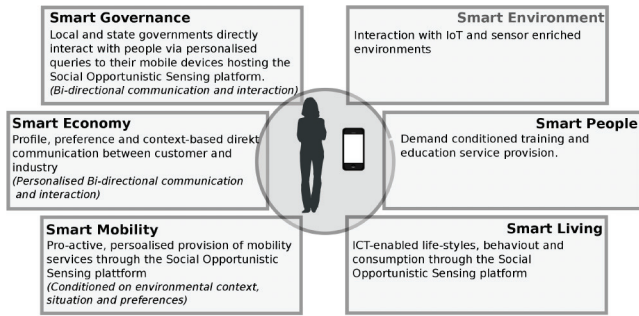 Smart Governance
Local and state governments directly
interact with people via personalised
queries to their mobile devices hosting the
Social Opportunistic Sensing platform.
(Bi-directional communication and interaction)
Smart Environment
Interaction with IoT and sensor enriched
environments
Smart Economy
Profile, preference and context-based direkt
communication between customer and
industry
(Personalised Bi-directional communication
and interaction)
Smart People
Demand conditioned training and
education service provision.
Smart Mobility
Pro-active, persoalised provision of mobility
services through the Social Opportunistic
Sensing plattform
(Conditioned on environmental context,
situation and preferences)
Smart Living
ICT-enabled life-styles, behaviout and
consumption through the Social
Opportunistic Sensing platform